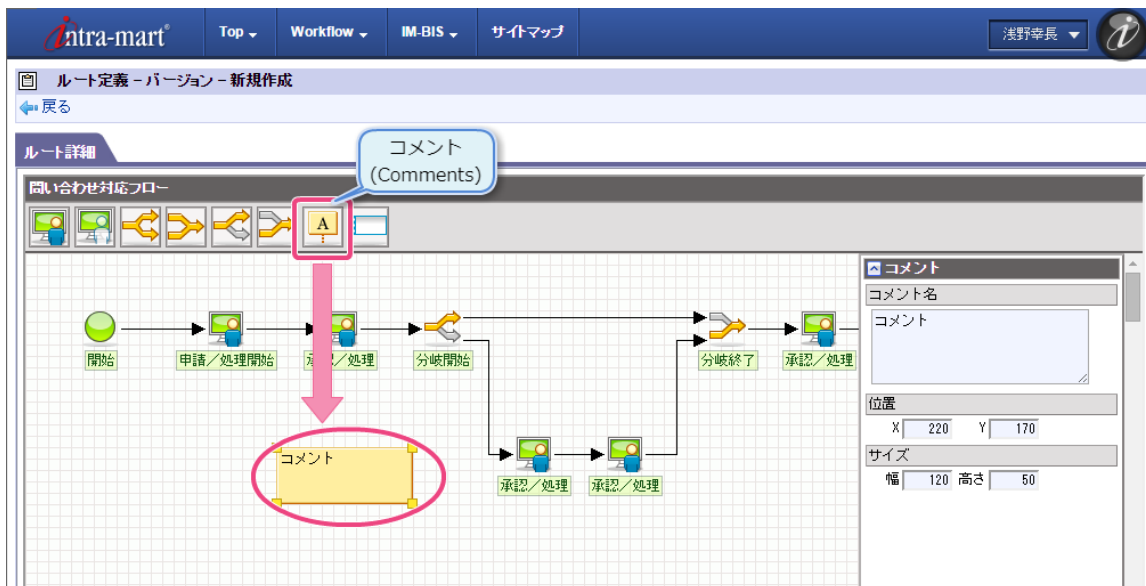 intra-mart®
Top
Workflow
IM-BIS
サイトマップ
浅野幸長
ルート定義 – バージョン – 新規作成
戻る
ルート詳細
コメント
(Comments)
問い合わせ対応フロー
A
開始
申請／処理開始
承認／処理
分岐開始
分岐終了
承認／処理
コメント
承認／処理
承認／処理
コメント
コメント名
コメント
位置
X 220 Y 170
サイズ
幅 120 高さ 50